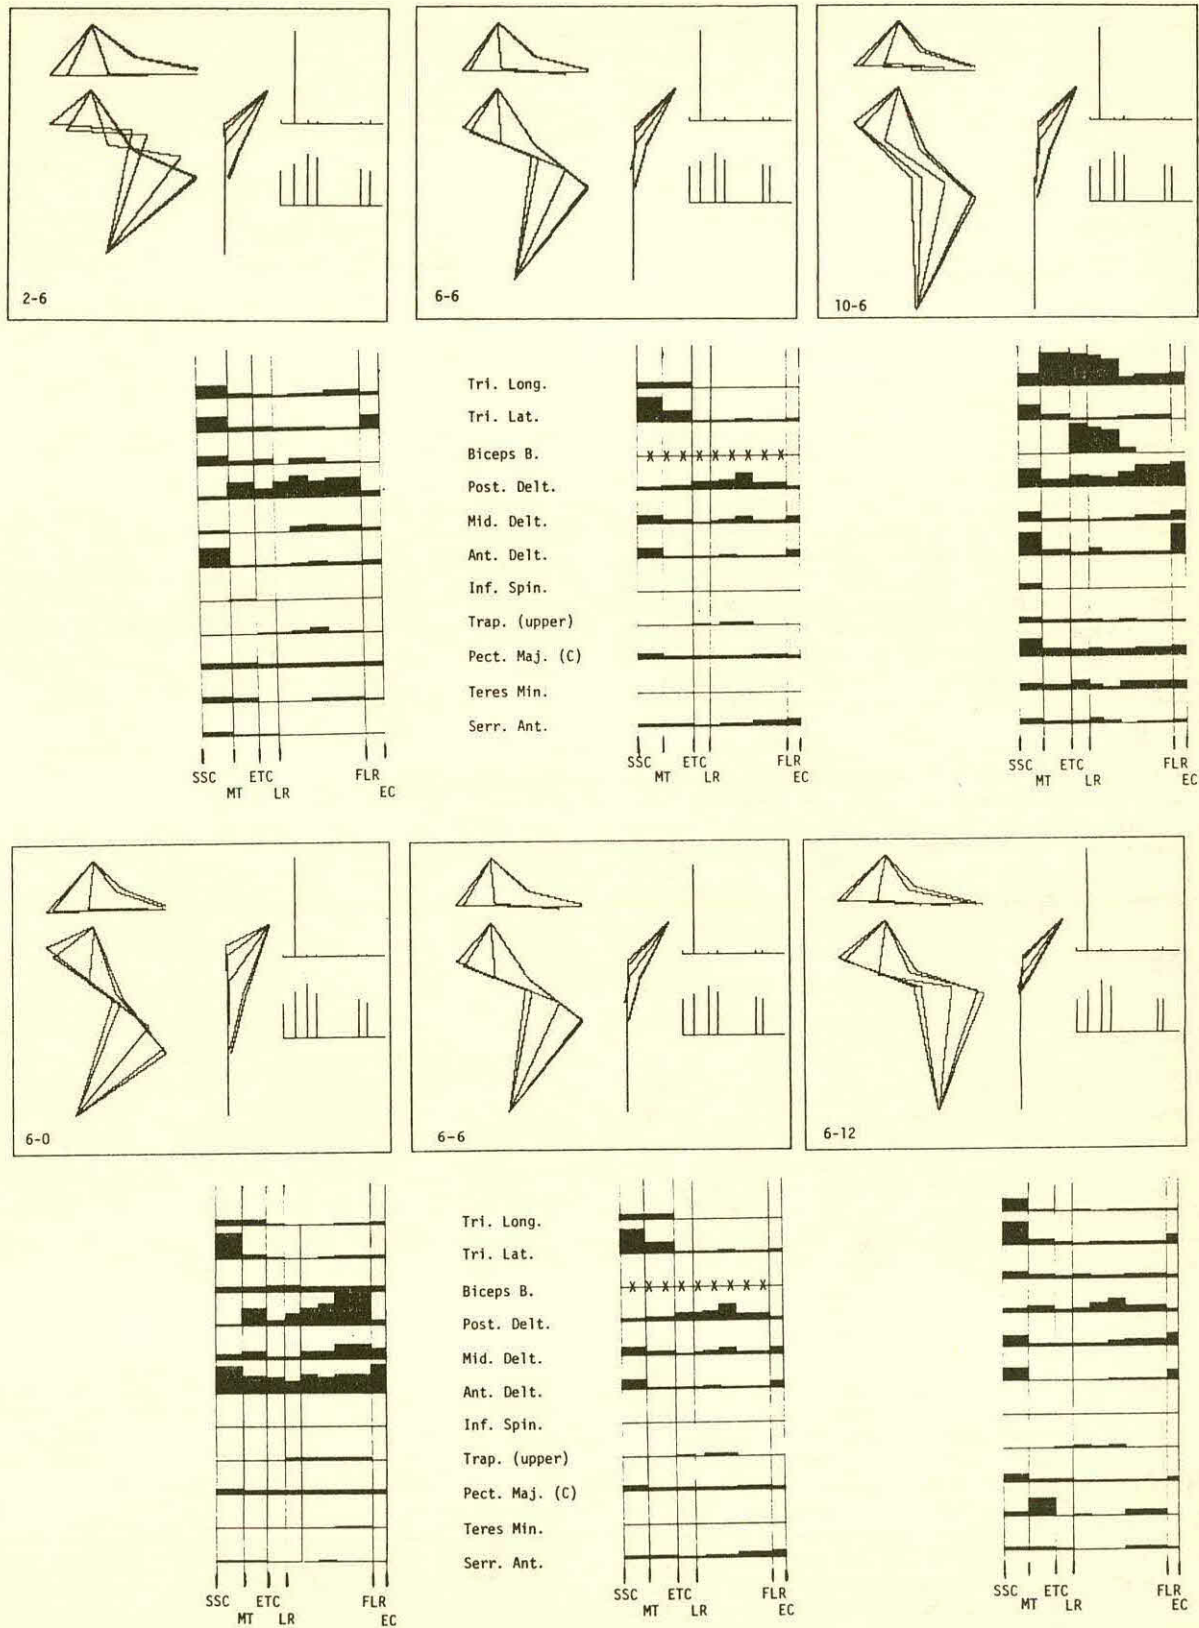 2-6
6-6
10-6
Tri. Long.
Tri. Lat.
Biceps B.
X X X X X X X X X
Post. Delt.
Mid. Delt.
Ant. Delt.
Inf. Spin.
Trap. (upper)
Pect. Maj. (C)
Teres Min.
Serr. Ant.
SSC ETC FLR
MT LR EC
SSC ETC FLR
MT LR EC
SSC ETC FLR
MT LR EC
6-0
6-6
6-12
Tri. Long.
Tri. Lat.
Biceps B.
X X X X X X X X X
Post. Delt.
Mid. Delt.
Ant. Delt.
Inf. Spin.
Trap. (upper)
Pect. Maj. (C)
Teres Min.
Serr. Ant.
SSC ETC FLR
MT LR EC
SSC ETC FLR
MT LR EC
SSC ETC FLR
MT LR EC